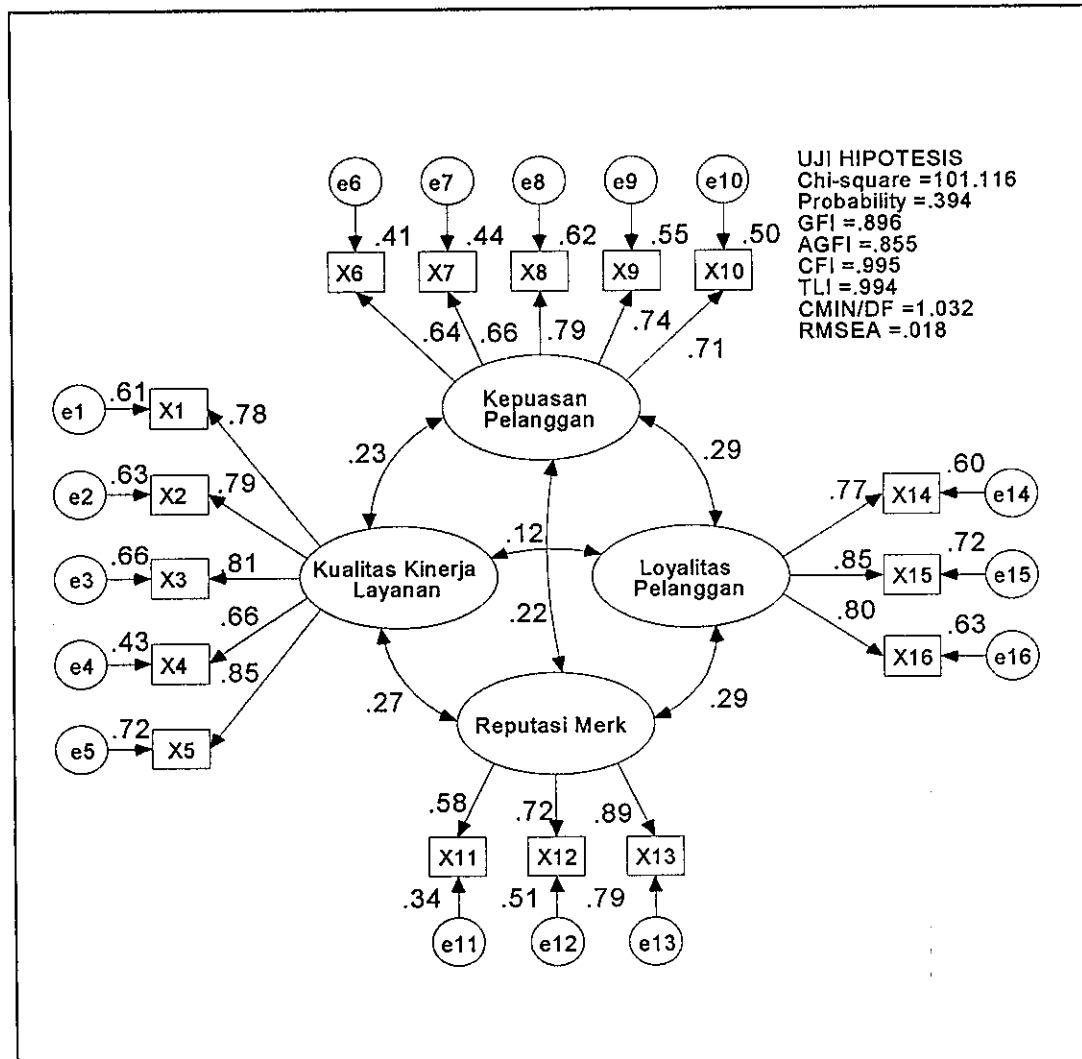 UJI HIPOTESIS
Chi-square =101.116
Probability =.394
GFI =.896
AGFI =.855
CFI =.995
TLI =.994
CMIN/DF =1.032
RMSEA =.018
e6 e7 e8 e9 e10
.41 .44 .62 .55 .50
X6 X7 X8 X9 X10
.64 .66 .79 .74 .71
Kepuasan
Pelanggan
.61
e1 X1 .78
.63
e2 X2 .79
.66
e3 X3 .81
.43
e4 X4 .66
.72
e5 X5 .85
.23 .29
.12
Kualitas Kinerja
Layanan
Loyalitas
Pelanggan
.22
.27 .29
.60
.77 X14 e14
.72
.85 X15 e15
.63
.80 X16 e16
Reputasi Merk
.58 .72 .89
X11 X12 X13
.34 .51 .79
e11 e12 e13